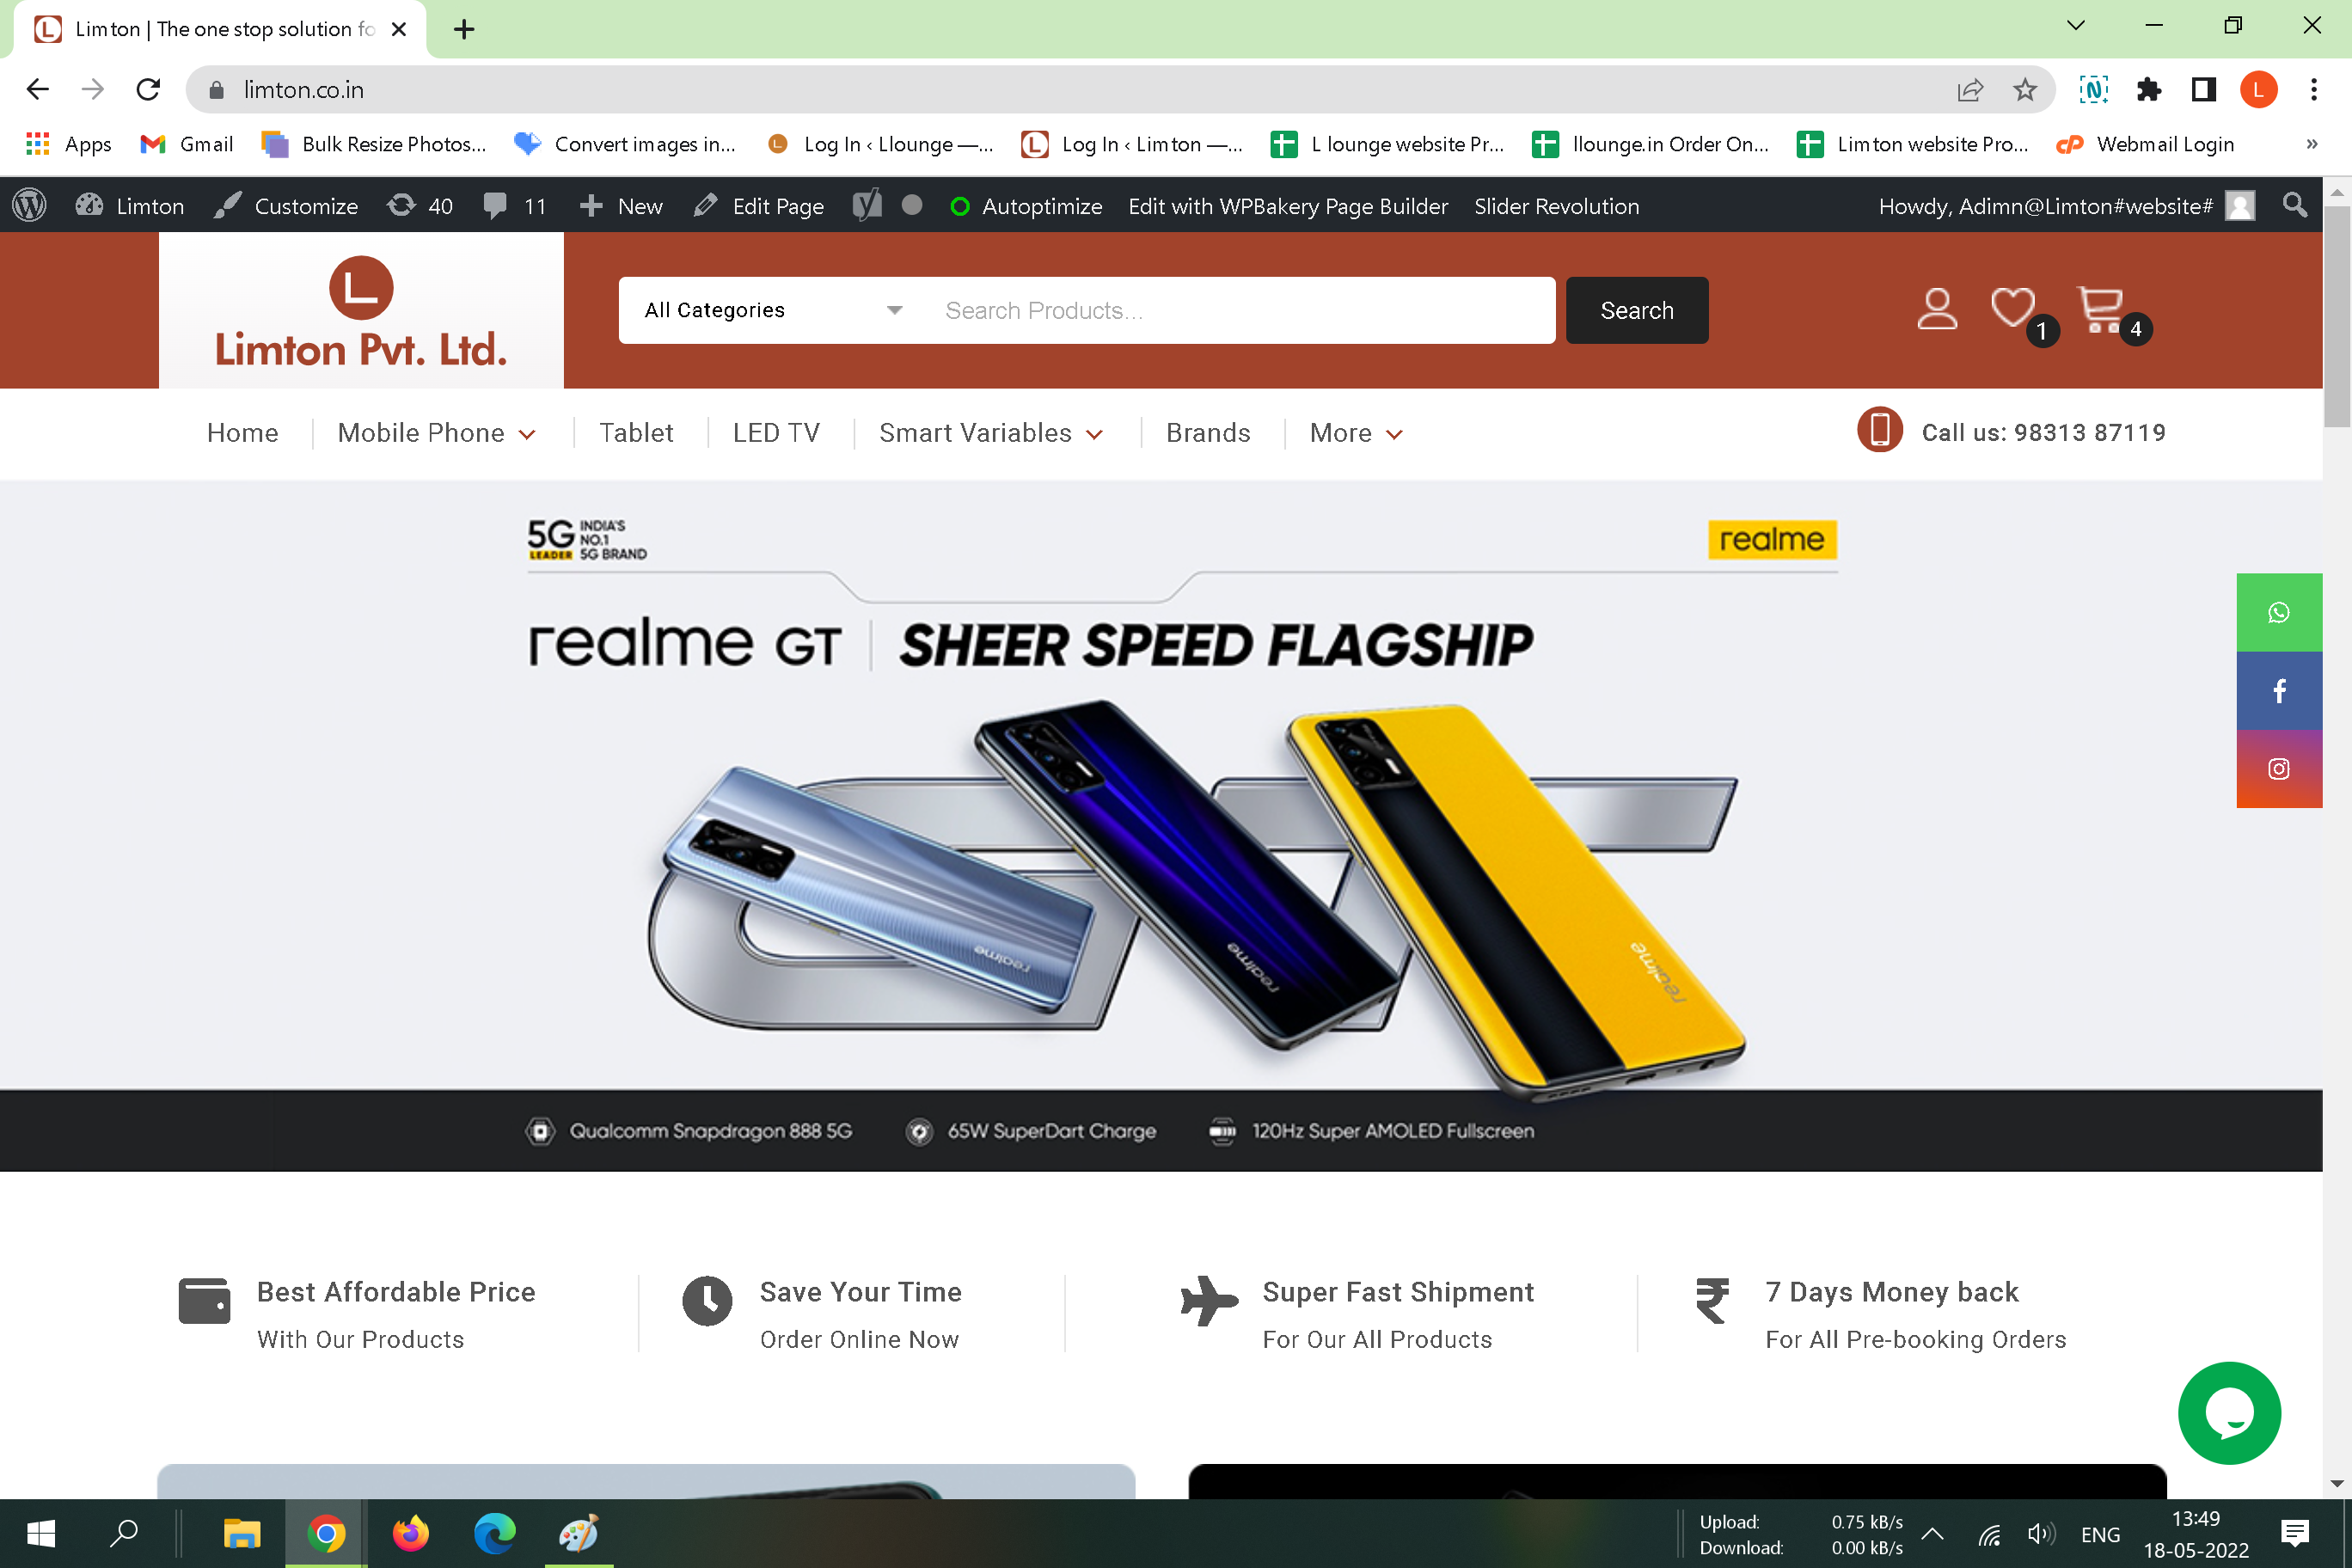 Limton | The one stop solution fo
limton.co.in
L
Apps
Gmail
Bulk Resize Photos...
Convert images in...
Log In ‹ Llounge —...
Log In ‹ Limton —...
L lounge website Pr...
llounge.in Order On...
Limton website Pro...
Webmail Login
»
Limton
Customize
40
11
New
Edit Page
Autoptimize
Edit with WPBakery Page Builder
Slider Revolution
Howdy, Adimn@Limton#website#
L
Limton Pvt. Ltd.
All Categories
Search Products...
Search
1
4
Home
Mobile Phone
Tablet
LED TV
Smart Variables
Brands
More
Call us: 98313 87119
5G LEADER
INDIA'S
NO.1
5G BRAND
realme
realme GT | SHEER SPEED FLAGSHIP
GT
realme
realme
realme
Qualcomm Snapdragon 888 5G
65W SuperDart Charge
120Hz Super AMOLED Fullscreen
Best Affordable Price
With Our Products
Save Your Time
Order Online Now
Super Fast Shipment
For Our All Products
7 Days Money back
For All Pre-booking Orders
Upload: 0.75 kB/s
Download: 0.00 kB/s
ENG
13:49
18-05-2022